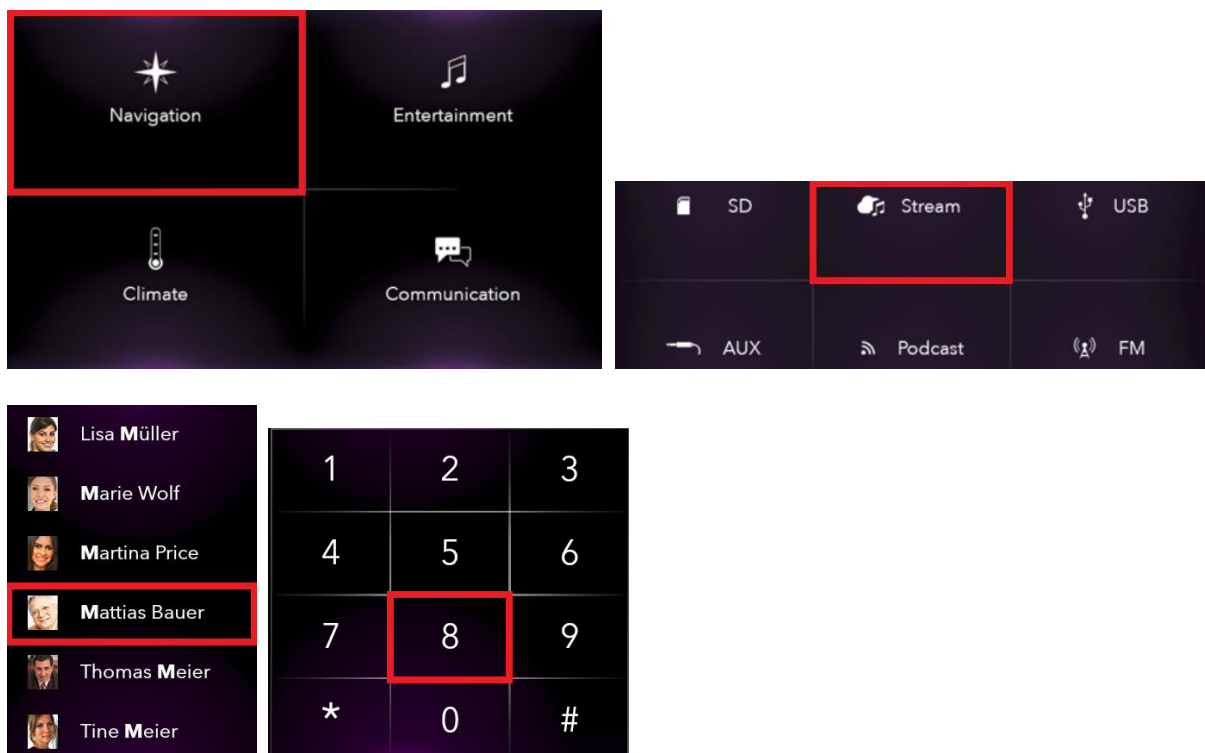 Navigation Entertainment
Climate Communication
SD Stream USB
AUX Podcast FM
Lisa Müller
Marie Wolf
Martina Price
Mattias Bauer
Thomas Meier
Tine Meier
1 2 3
4 5 6
7 8 9
* 0 #